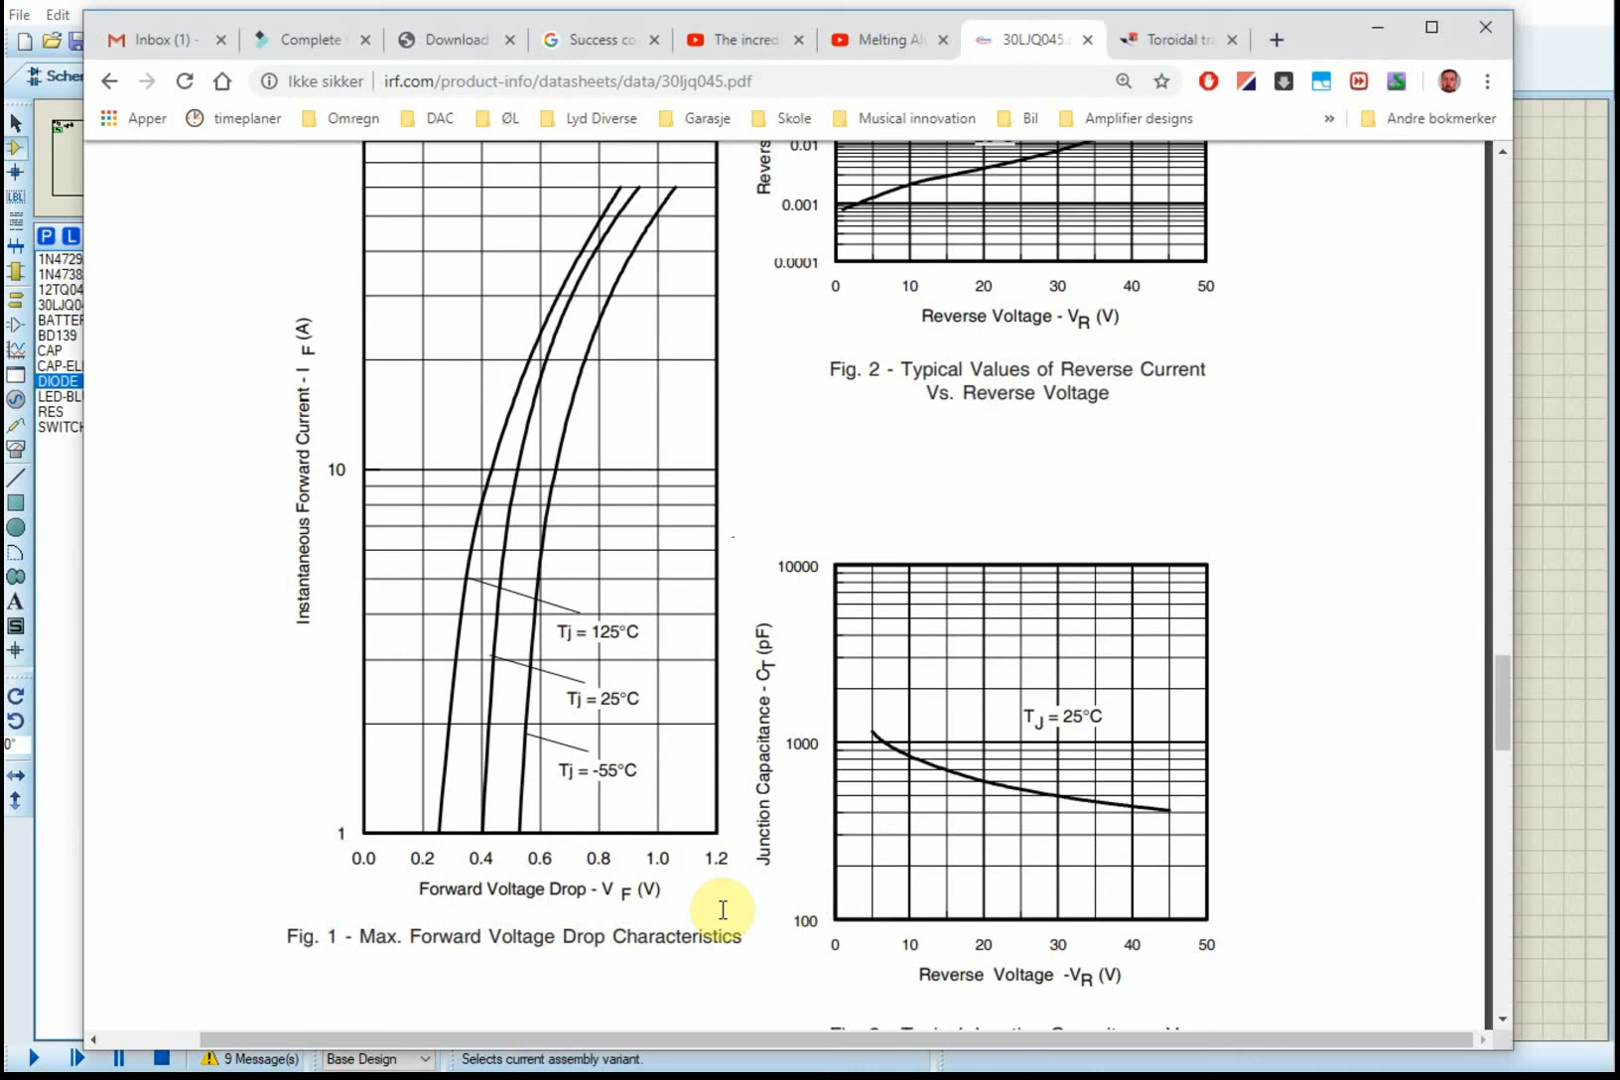 File Edit
Inbox (1) - Complete Download Success co The incred Melting Al 30LJQ045. Toroidal tr
Ikke sikker irf.com/product-info/datasheets/data/30ljq045.pdf
Apper timeplaner Omregn DAC ØL Lyd Diverse Garasje Skole Musical innovation Bil Amplifier designs » Andre bokmerker
Schem
LBL
P L
1N4729
1N4738
12TQ04
30LJQ04
BATTER
BD139
CAP
CAP-EL
DIODE
LED-BL
RES
SWITCH
A
S
0°
Instantaneous Forward Current - I F (A)
10
1
Tj = 125°C
Tj = 25°C
Tj = -55°C
0.0 0.2 0.4 0.6 0.8 1.0 1.2
Forward Voltage Drop - V F (V)
Fig. 1 - Max. Forward Voltage Drop Characteristics
Revers
0.01
0.001
0.0001
0 10 20 30 40 50
Reverse Voltage - VR (V)
Fig. 2 - Typical Values of Reverse Current
Vs. Reverse Voltage
Junction Capacitance - CT (pF)
10000
1000
100
TJ = 25°C
0 10 20 30 40 50
Reverse Voltage -VR (V)
9 Message(s) Base Design Selects current assembly variant.